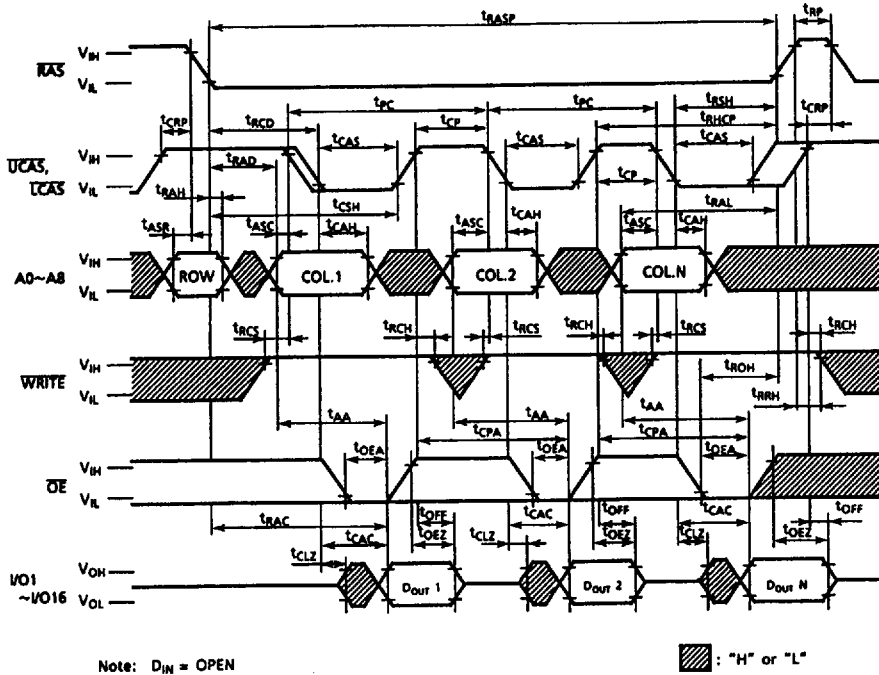 tRASP tRP
RAS VIH
VIL
tCRP tRCD tPC tCP tPC tRSH tRHCP tCRP
UCAS, LCAS VIH
VIL
tRAD tCAS tCAS tCP tCAS
tRAH tCSH tRAL
tASR tASC tCAH tASC tCAH tASC tCAH
A0~A8 VIH
VIL
ROW COL.1 COL.2 COL.N
tRCS tRCH tRCS tRCH tRCS tRCH
WRITE VIH
VIL
tROH
tRRH
tAA tAA tAA
tCPA tCPA
tOEA tOEA tOEA
OE VIH
VIL
tRAC tOFF tCAC tOFF tCAC tOFF
tCAC tOEZ tCLZ tOEZ tCLZ tOEZ
tCLZ
I/O1 ~I/O16 VOH
VOL
DOUT 1 DOUT 2 DOUT N
Note: DIN = OPEN
: "H" or "L"